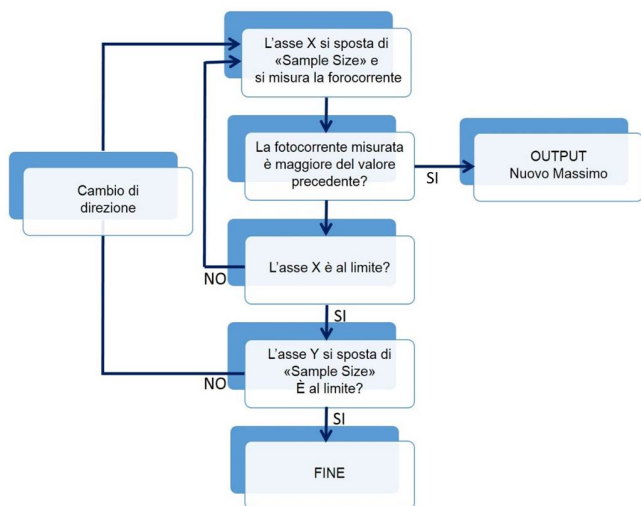 L'asse X si sposta di
«Sample Size» e
si misura la forocorrente
La fotocorrente misurata
è maggiore del valore
precedente?
SI
OUTPUT
Nuovo Massimo
Cambio di
direzione
L'asse X è al limite?
NO
SI
L'asse Y si sposta di
«Sample Size»
È al limite?
NO
SI
FINE